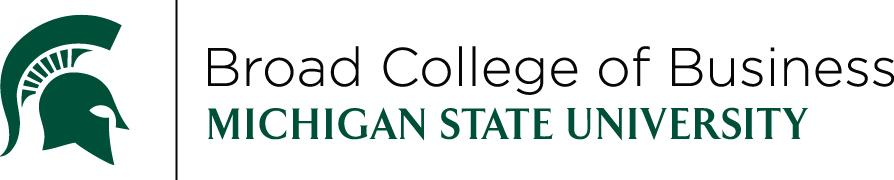 Broad College of Business
MICHIGAN STATE UNIVERSITY